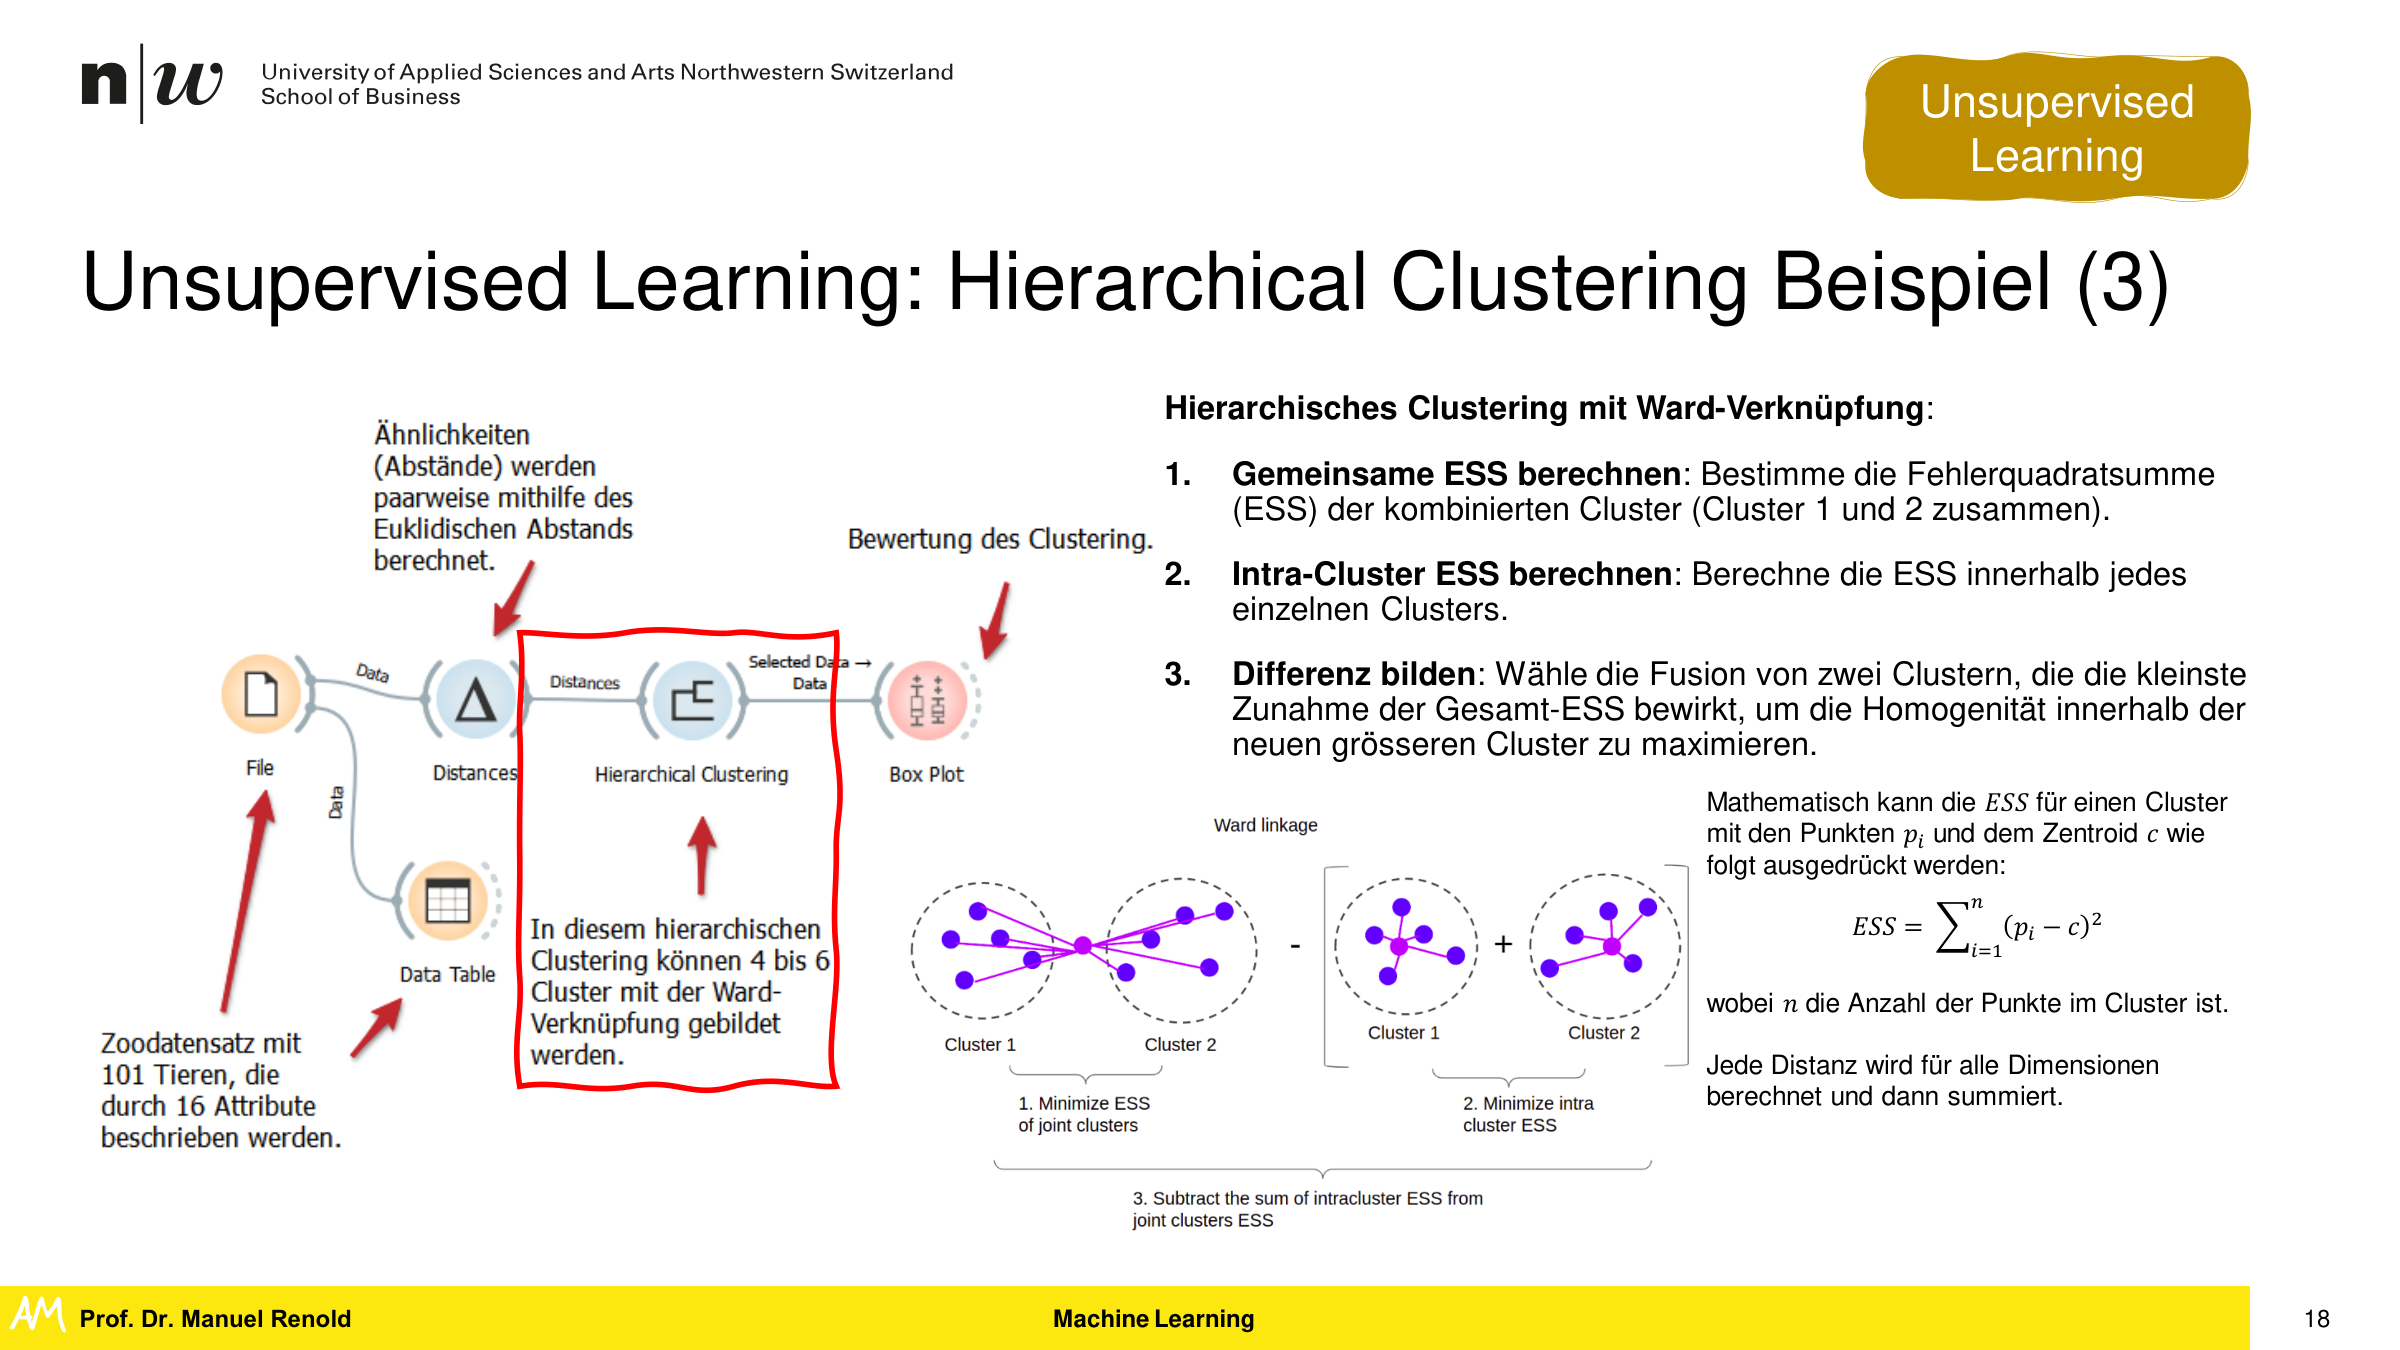 n|w
University of Applied Sciences and Arts Northwestern Switzerland
School of Business
Unsupervised
Learning
Unsupervised Learning: Hierarchical Clustering Beispiel (3)
Ähnlichkeiten
(Abstände) werden
paarweise mithilfe des
Euklidischen Abstands
berechnet.
Bewertung des Clustering.
Data
Distances
Selected Data →
Data
File
Distances
Hierarchical Clustering
Box Plot
Data
Data Table
In diesem hierarchischen
Clustering können 4 bis 6
Cluster mit der Ward-
Verknüpfung gebildet
werden.
Zoodatensatz mit
101 Tieren, die
durch 16 Attribute
beschrieben werden.
Hierarchisches Clustering mit Ward-Verknüpfung:
1. Gemeinsame ESS berechnen: Bestimme die Fehlerquadratsumme
(ESS) der kombinierten Cluster (Cluster 1 und 2 zusammen).
2. Intra-Cluster ESS berechnen: Berechne die ESS innerhalb jedes
einzelnen Clusters.
3. Differenz bilden: Wähle die Fusion von zwei Clustern, die die kleinste
Zunahme der Gesamt-ESS bewirkt, um die Homogenität innerhalb der
neuen grösseren Cluster zu maximieren.
Ward linkage
-
+
Cluster 1
Cluster 2
Cluster 1
Cluster 2
1. Minimize ESS
of joint clusters
2. Minimize intra
cluster ESS
3. Subtract the sum of intracluster ESS from
joint clusters ESS
Mathematisch kann die ESS für einen Cluster
mit den Punkten pᵢ und dem Zentroid c wie
folgt ausgedrückt werden:
ESS = ∑ⁿᵢ₌₁(pᵢ − c)²
wobei n die Anzahl der Punkte im Cluster ist.
Jede Distanz wird für alle Dimensionen
berechnet und dann summiert.
AM
Prof. Dr. Manuel Renold
Machine Learning
18